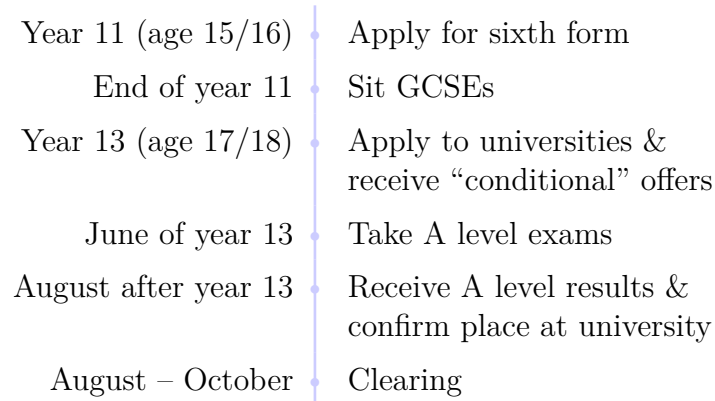 Year 11 (age 15/16) Apply for sixth form
End of year 11 Sit GCSEs
Year 13 (age 17/18) Apply to universities &
receive “conditional” offers
June of year 13 Take A level exams
August after year 13 Receive A level results &
confirm place at university
August – October Clearing